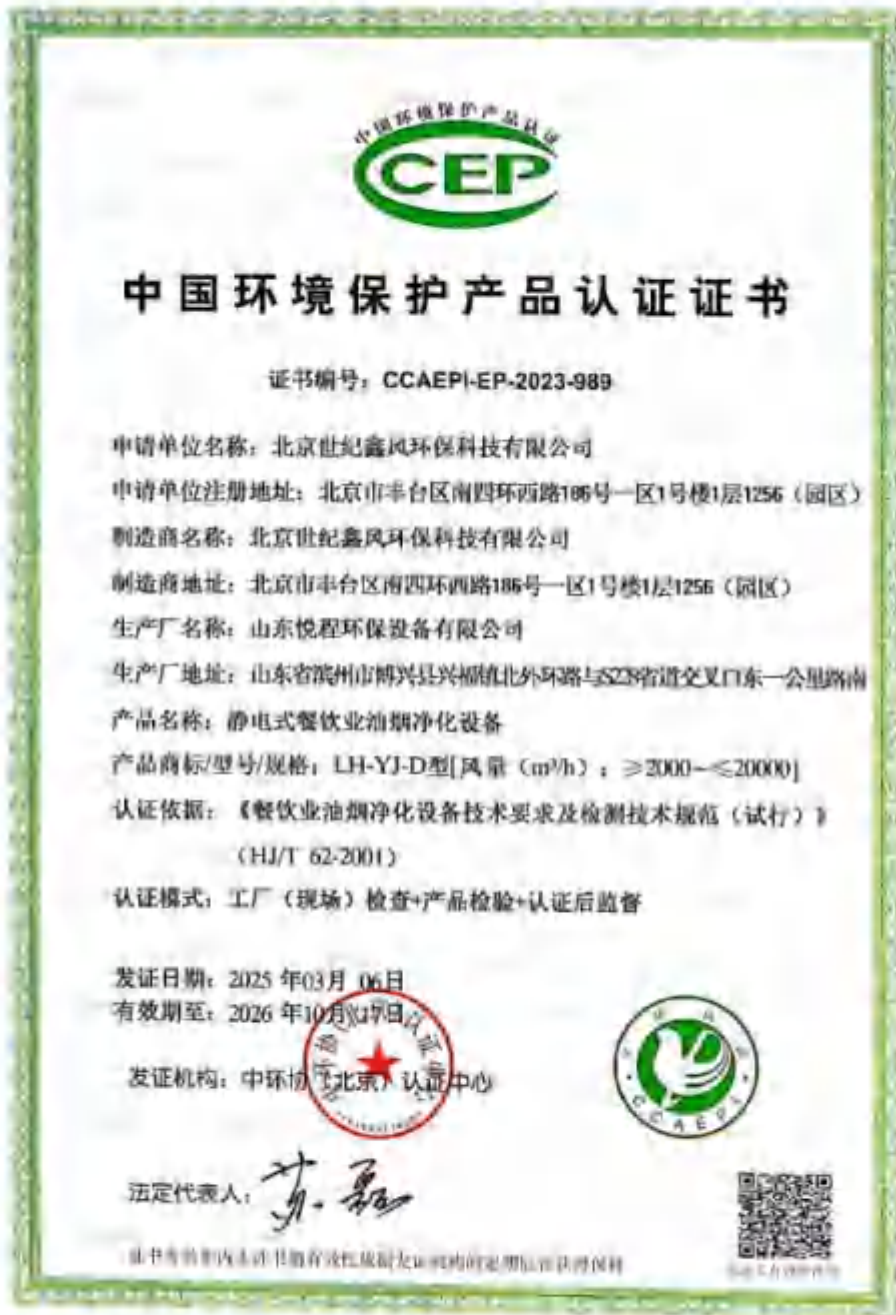 中国环境保护产品认证
CEP
中国环境保护产品认证证书
证书编号：CCAEPI-EP-2023-989
申请单位名称：北京世纪鑫风环保科技有限公司
申请单位注册地址：北京市丰台区南四环西路186号一区1号楼1层1256（园区）
制造商名称：北京世纪鑫风环保科技有限公司
制造商地址：北京市丰台区南四环西路186号一区1号楼1层1256（园区）
生产厂名称：山东悦程环保设备有限公司
生产厂地址：山东省滨州市博兴县兴福镇北外环路与S228省道交叉口东一公里路南
产品名称：静电式餐饮业油烟净化设备
产品商标/型号/规格：LH-YJ-D型[风量（m³/h）：≥2000~≤20000]
认证依据：《餐饮业油烟净化设备技术要求及检测技术规范（试行）》
（HJ/T 62-2001）
认证模式：工厂（现场）检查+产品检验+认证后监督
发证日期：2025 年03月 06日
有效期至：2026 年10月17日
发证机构：中环协（北京）认证中心
CCAEPI
法定代表人：